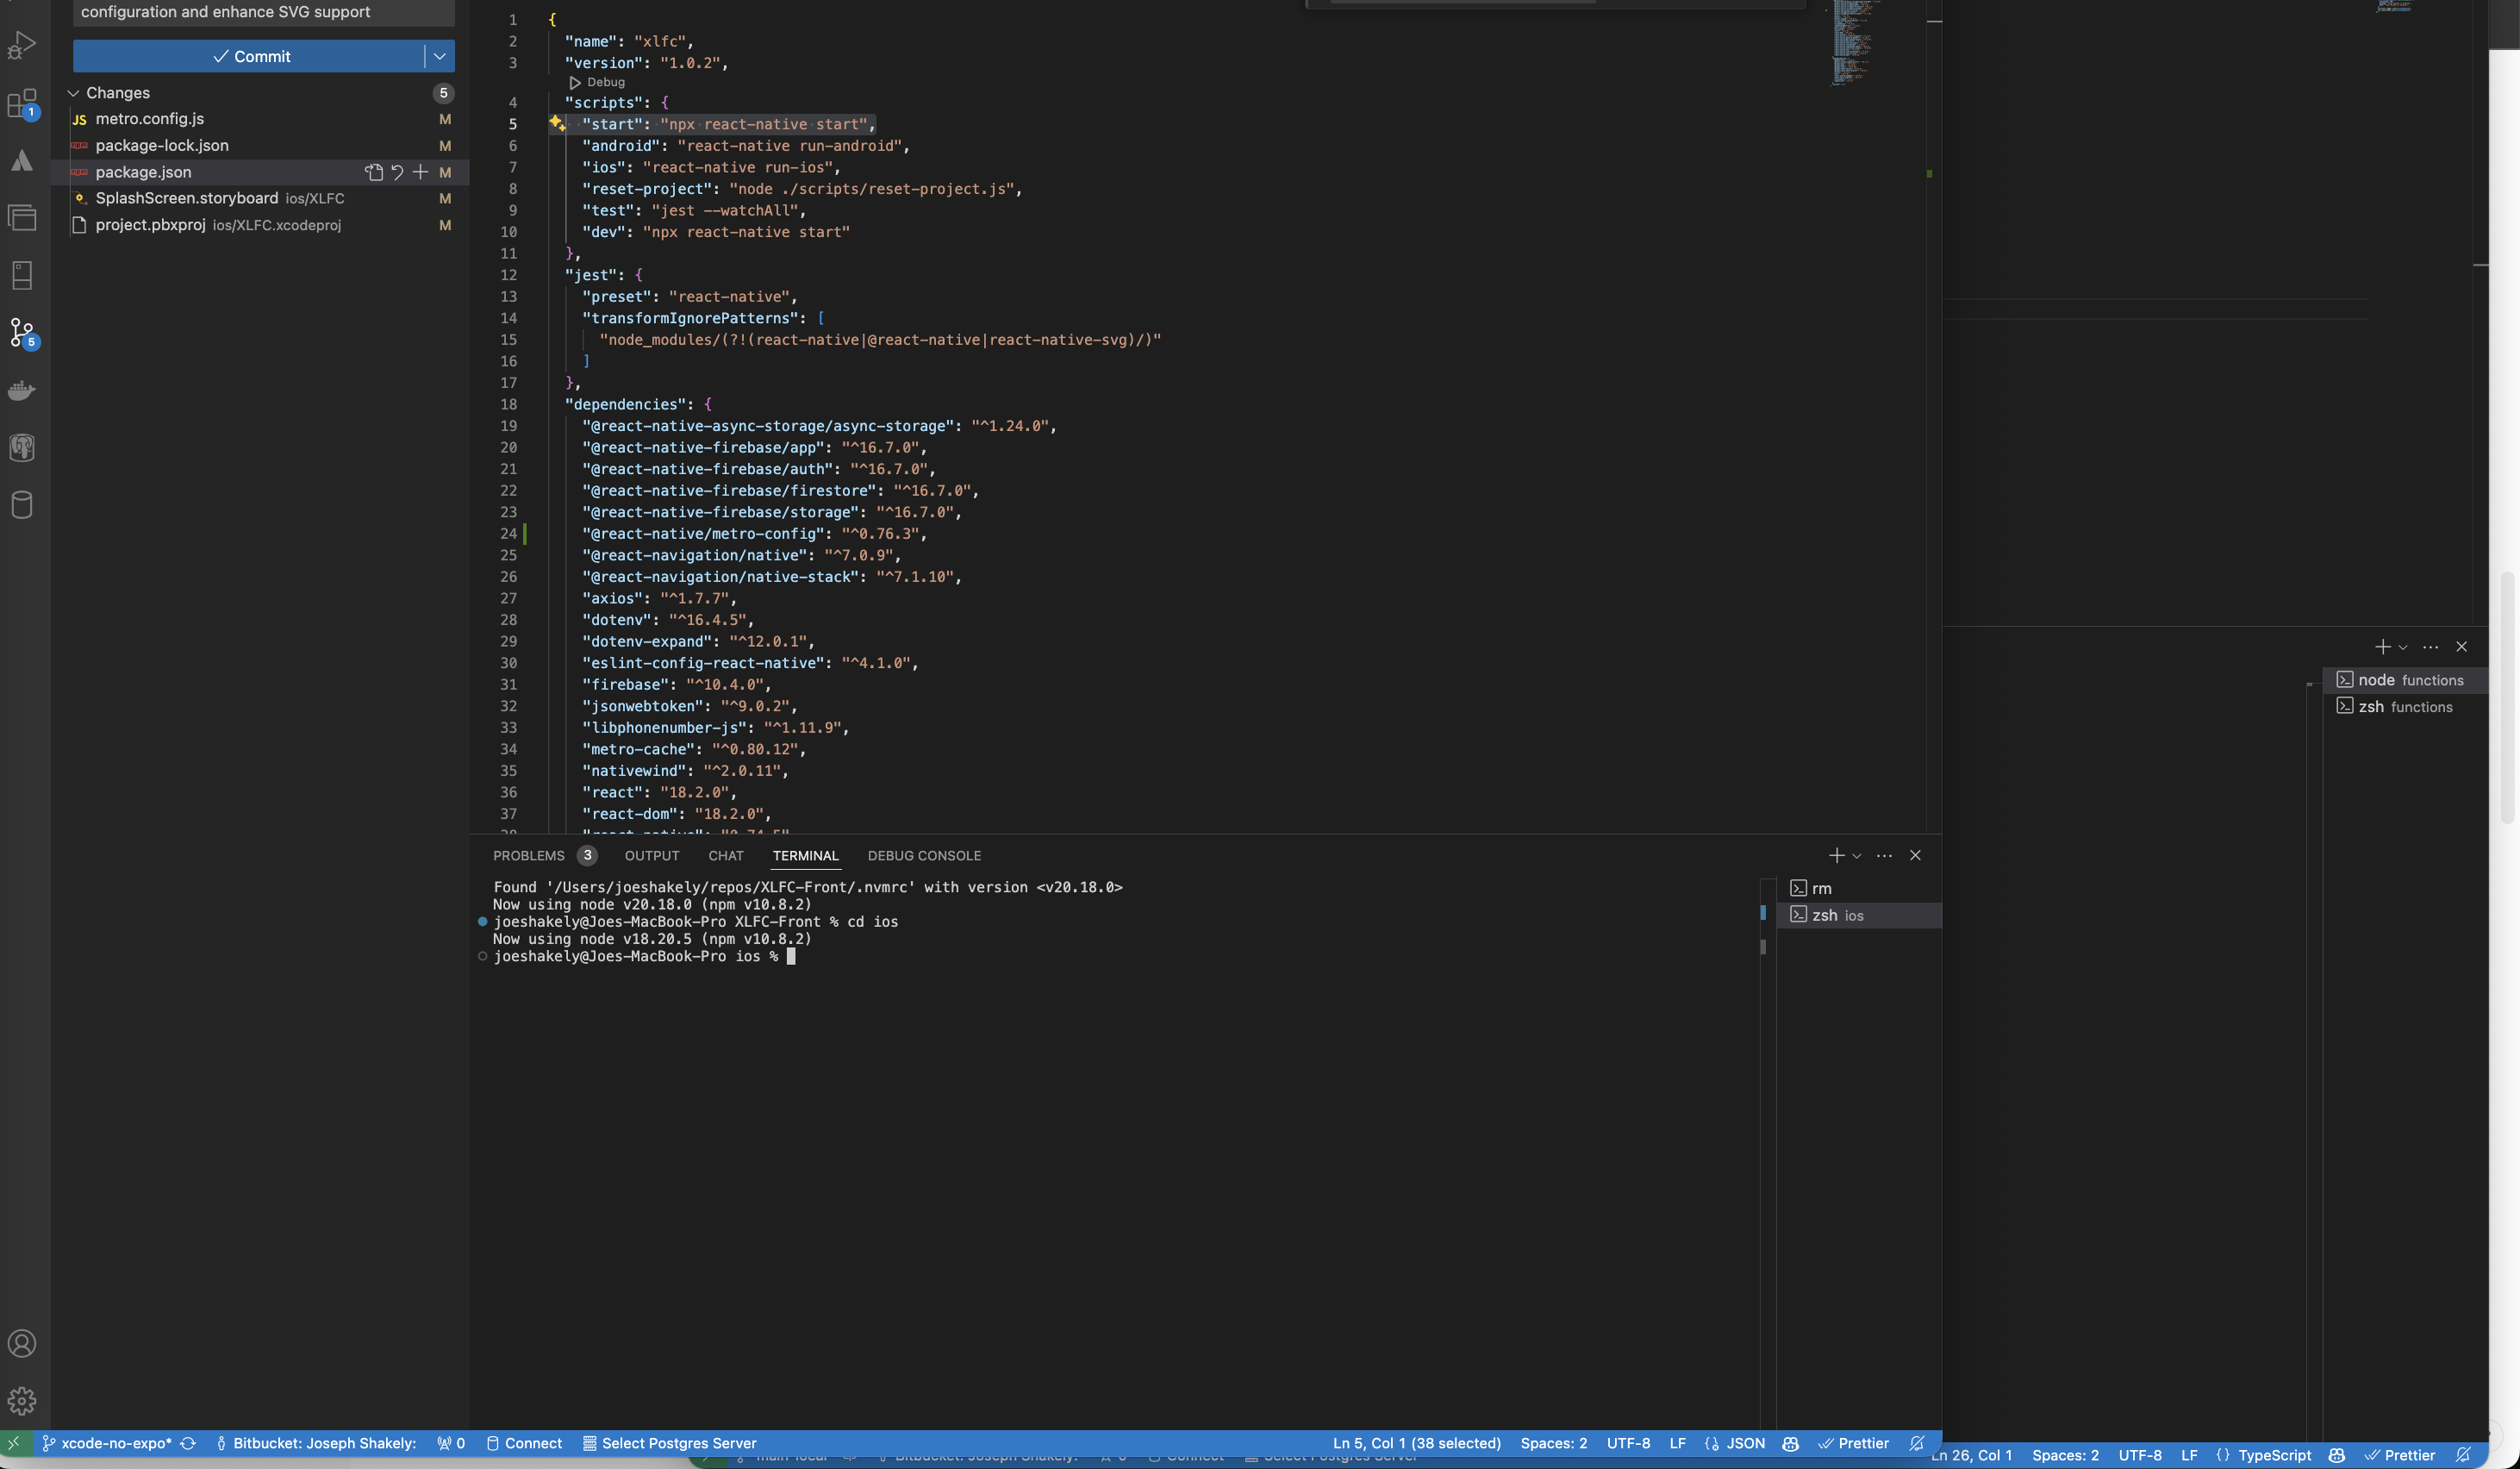 configuration and enhance SVG support
Commit
Changes
5
JS metro.config.js M
package-lock.json M
package.json M
SplashScreen.storyboard ios/XLFC M
project.pbxproj ios/XLFC.xcodeproj M
1
5
1 {
2 "name": "xlfc",
3 "version": "1.0.2",
Debug
4 "scripts": {
5 "start": "npx react-native start",
6 "android": "react-native run-android",
7 "ios": "react-native run-ios",
8 "reset-project": "node ./scripts/reset-project.js",
9 "test": "jest --watchAll",
10 "dev": "npx react-native start"
11 },
12 "jest": {
13 "preset": "react-native",
14 "transformIgnorePatterns": [
15 "node_modules/(?!(react-native|@react-native|react-native-svg)/)"
16 ]
17 },
18 "dependencies": {
19 "@react-native-async-storage/async-storage": "^1.24.0",
20 "@react-native-firebase/app": "^16.7.0",
21 "@react-native-firebase/auth": "^16.7.0",
22 "@react-native-firebase/firestore": "^16.7.0",
23 "@react-native-firebase/storage": "^16.7.0",
24 "@react-native/metro-config": "^0.76.3",
25 "@react-navigation/native": "^7.0.9",
26 "@react-navigation/native-stack": "^7.1.10",
27 "axios": "^1.7.7",
28 "dotenv": "^16.4.5",
29 "dotenv-expand": "^12.0.1",
30 "eslint-config-react-native": "^4.1.0",
31 "firebase": "^10.4.0",
32 "jsonwebtoken": "^9.0.2",
33 "libphonenumber-js": "^1.11.9",
34 "metro-cache": "^0.80.12",
35 "nativewind": "^2.0.11",
36 "react": "18.2.0",
37 "react-dom": "18.2.0",
PROBLEMS 3 OUTPUT CHAT TERMINAL DEBUG CONSOLE
Found '/Users/joeshakely/repos/XLFC-Front/.nvmrc' with version <v20.18.0>
Now using node v20.18.0 (npm v10.8.2)
joeshakely@Joes-MacBook-Pro XLFC-Front % cd ios
Now using node v18.20.5 (npm v10.8.2)
joeshakely@Joes-MacBook-Pro ios %
rm
zsh ios
node functions
zsh functions
xcode-no-expo* Bitbucket: Joseph Shakely: 0 Connect Select Postgres Server Ln 5, Col 1 (38 selected) Spaces: 2 UTF-8 LF JSON Prettier
Ln 26, Col 1 Spaces: 2 UTF-8 LF {} TypeScript Prettier